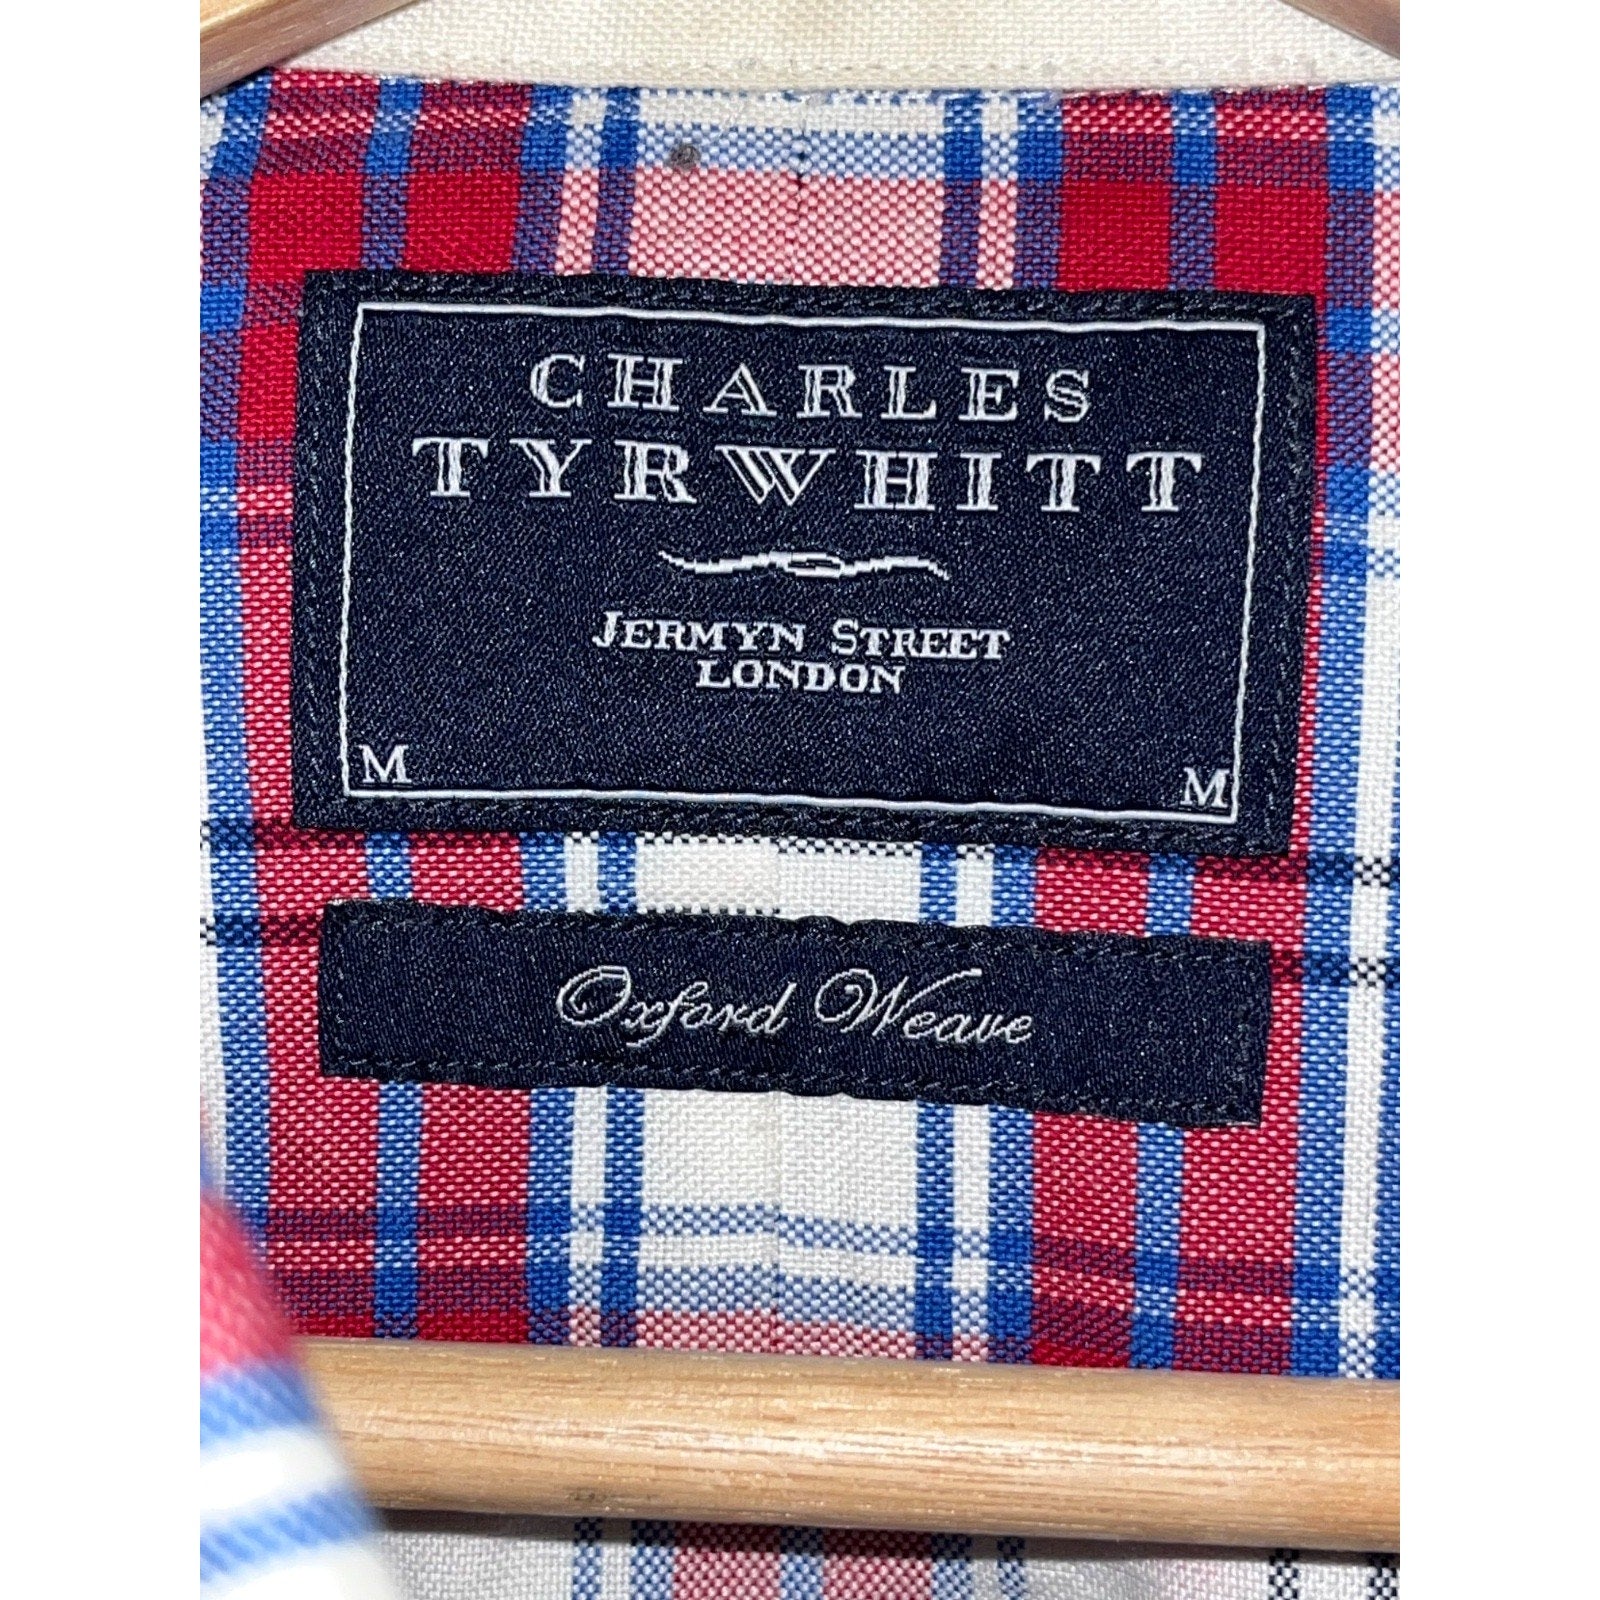 CHARLES
TYRWHITT
JERMYN STREET
LONDON
M M
Oxford Weave